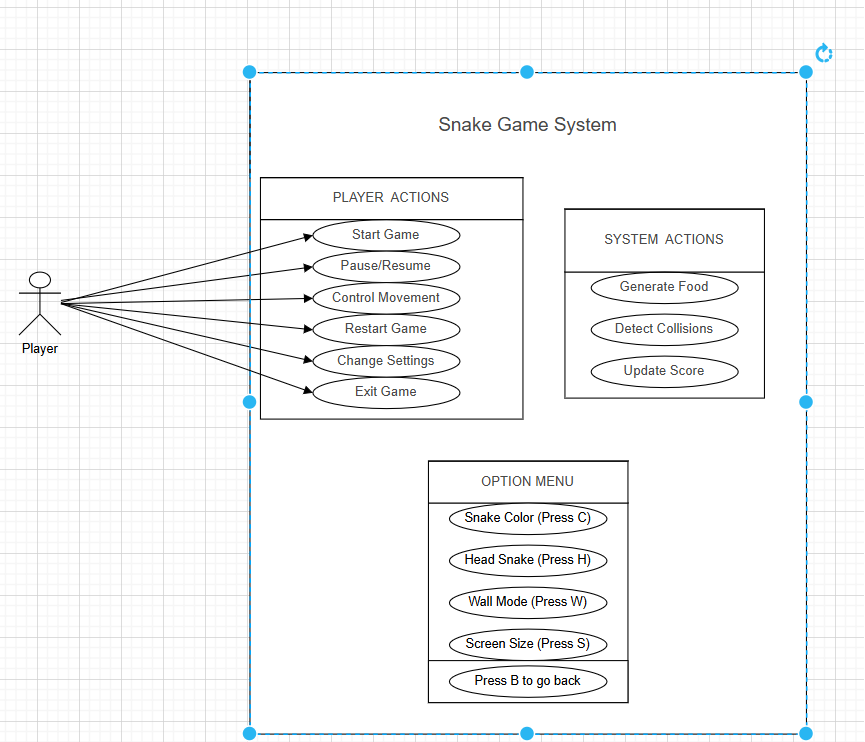 Snake Game System
PLAYER ACTIONS
Start Game
Pause/Resume
Control Movement
Restart Game
Change Settings
Exit Game
Player
SYSTEM ACTIONS
Generate Food
Detect Collisions
Update Score
OPTION MENU
Snake Color (Press C)
Head Snake (Press H)
Wall Mode (Press W)
Screen Size (Press S)
Press B to go back